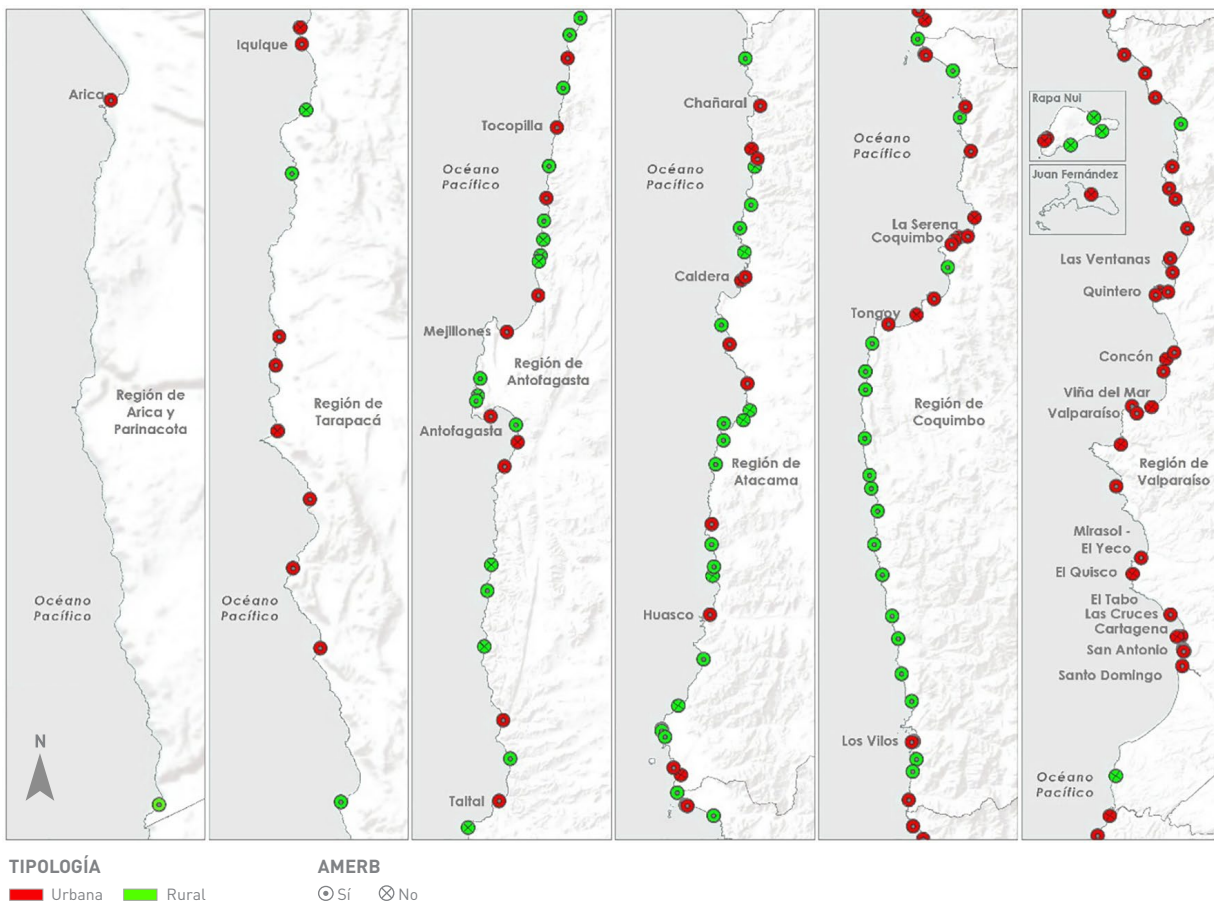 Arica
Región de
Arica y
Parinacota
Océano
Pacífico
N
Iquique
Región de
Tarapacá
Océano
Pacífico
Tocopilla
Océano
Pacífico
Mejillones
Región de
Antofagasta
Antofagasta
Taltal
Chañaral
Océano
Pacífico
Caldera
Región de
Atacama
Huasco
Océano
Pacífico
La Serena
Coquimbo
Tongoy
Región de
Coquimbo
Los Vilos
Rapa Nui
Juan Fernández
Las Ventanas
Quintero
Concón
Viña del Mar
Valparaíso
Región de
Valparaíso
Mirasol -
El Yeco
El Quisco
El Tabo
Las Cruces
Cartagena
San Antonio
Santo Domingo
Océano
Pacífico
TIPOLOGÍA
Urbana Rural
AMERB
Sí No